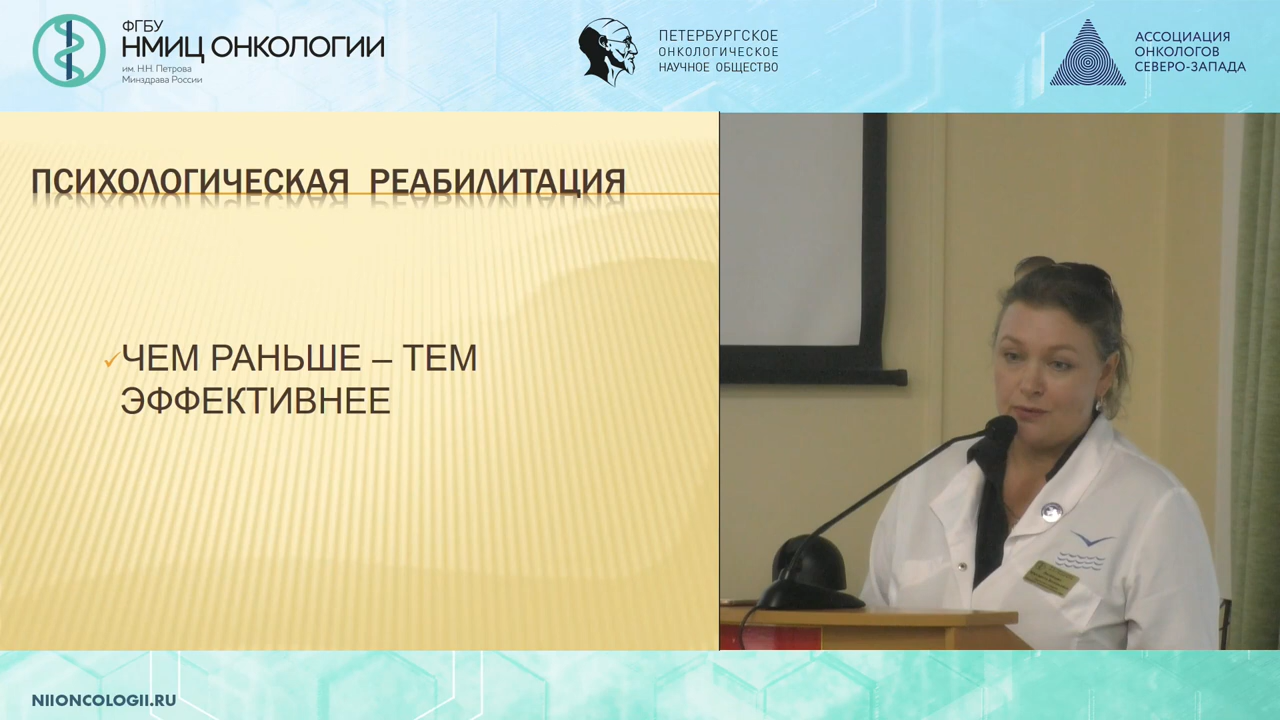 ФГБУ
НМИЦ ОНКОЛОГИИ
им. Н.Н. Петрова
Минздрава России
ПЕТЕРБУРГСКОЕ
ОНКОЛОГИЧЕСКОЕ
НАУЧНОЕ ОБЩЕСТВО
АССОЦИАЦИЯ
ОНКОЛОГОВ
СЕВЕРО-ЗАПАДА
ПСИХОЛОГИЧЕСКАЯ РЕАБИЛИТАЦИЯ
✓ЧЕМ РАНЬШЕ – ТЕМ
ЭФФЕКТИВНЕЕ
NIIONCOLOGII.RU